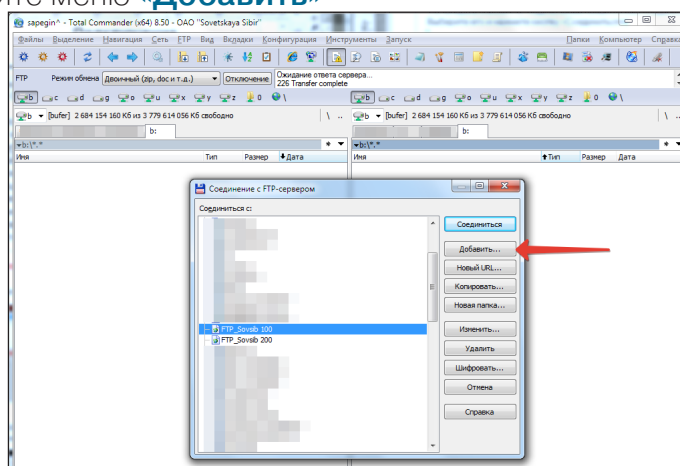 те меню «Добавить»
sapegin^ - Total Commander (x64) 8.50 - ОАО "Sovetskaya Sibir"
Файлы Выделение Навигация Сеть FTP Вид Вкладки Конфигурация Инструменты Запуск Папки Компьютер Справка
FTP Режим обмена Двоичный (zip, doc и т.д.) Отключение Ожидание ответа сервера...
226 Transfer complete
b c d g o u x y z 0 \ b c d g o u x y z 0 \
b [bufer] 2 684 154 160 Кб из 3 779 614 056 Кб свободно \ .. b [bufer] 2 684 154 160 Кб из 3 779 614 056 Кб свободно \ ..
b: b:
b:\*.* * b:\*.* *
Имя Тип Размер Дата Имя Тип Размер Дата
Соединение с FTP-сервером
Соединиться с:
Соединиться
Добавить...
Новый URL...
Копировать...
Новая папка...
FTP_Sovsib 100 Изменить...
FTP_Sovsib 200 Удалить
Шифровать...
Отмена
Справка